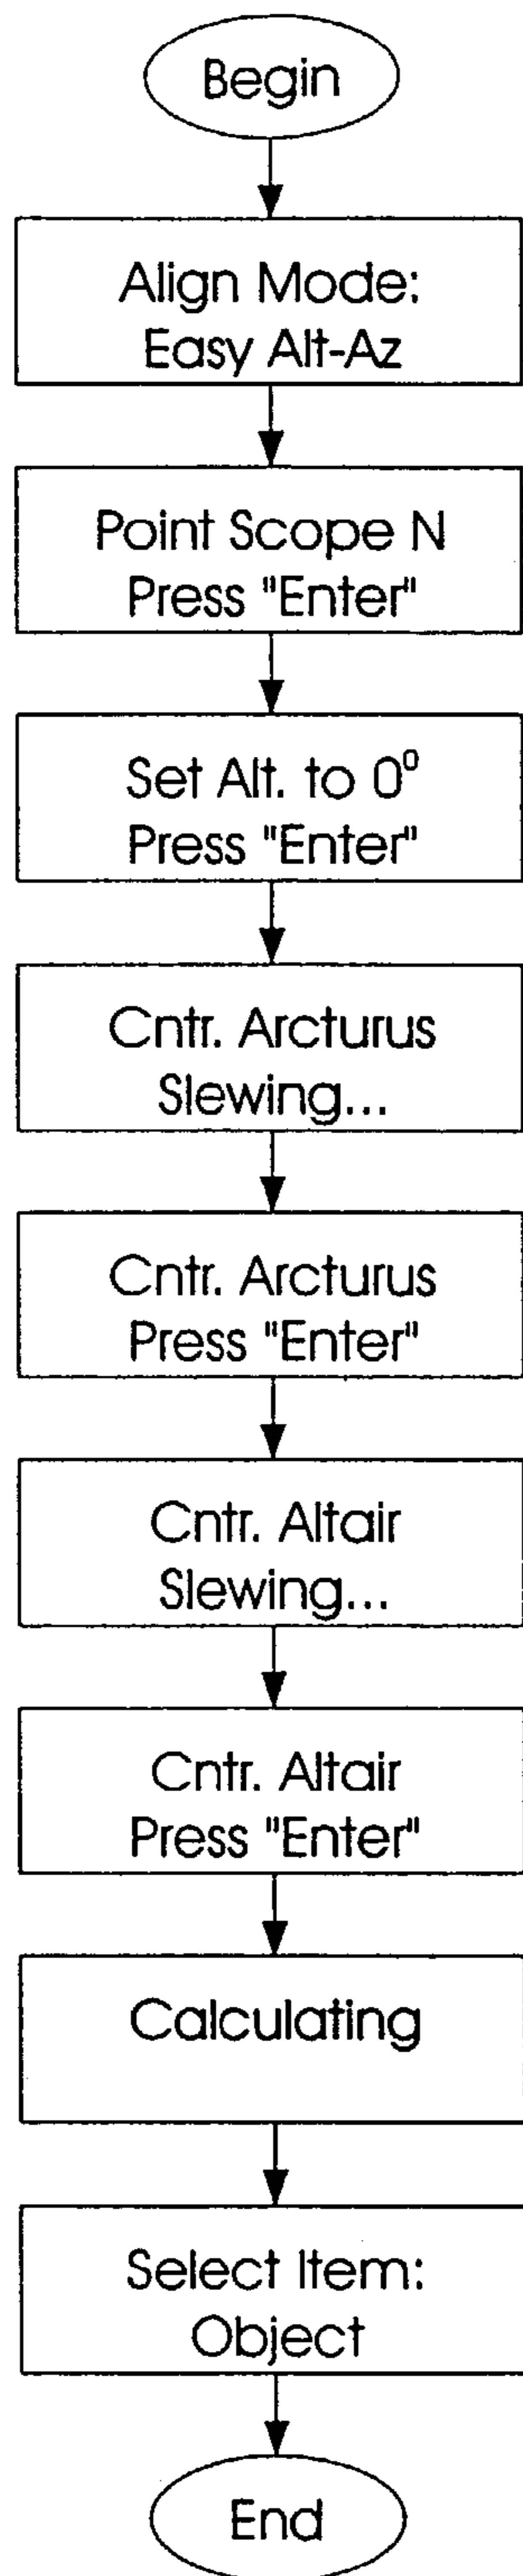 Begin
Align Mode:
Easy Alt-Az
Point Scope N
Press "Enter"
Set Alt. to 0⁰
Press "Enter"
Cntr. Arcturus
Slewing...
Cntr. Arcturus
Press "Enter"
Cntr. Altair
Slewing...
Cntr. Altair
Press "Enter"
Calculating
Select Item:
Object
End